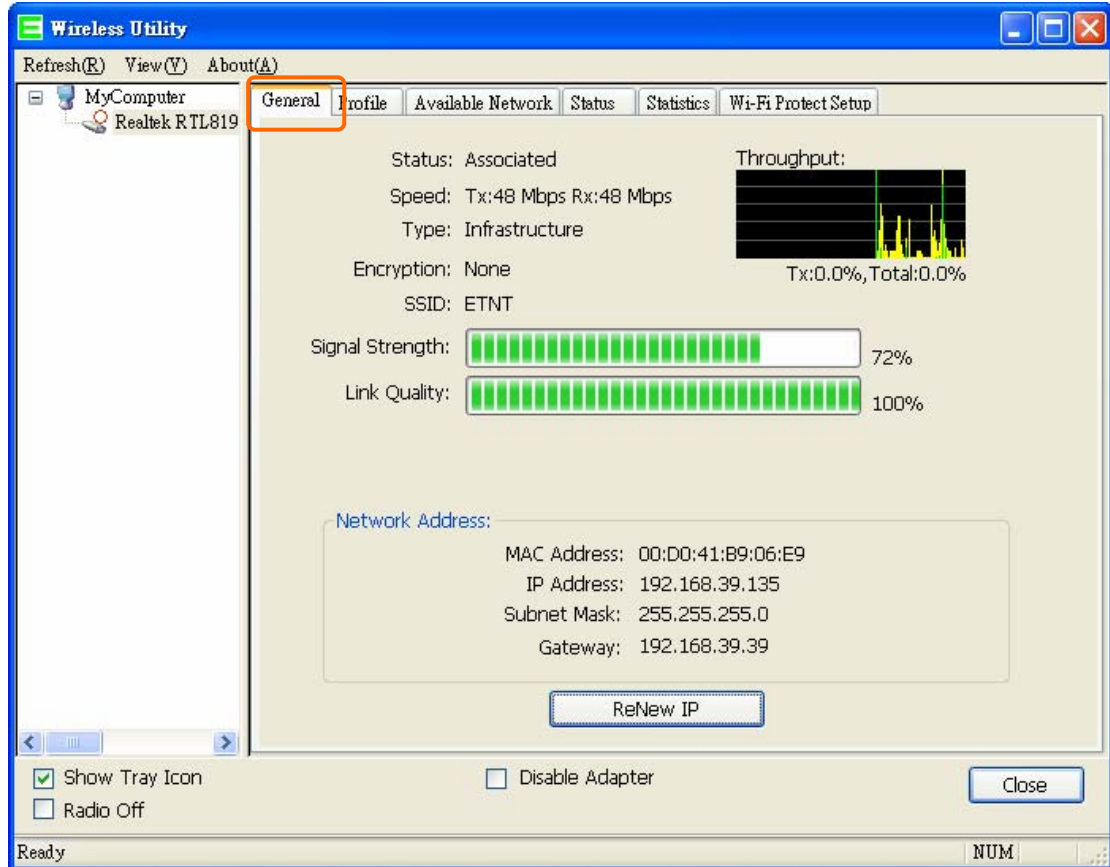 Wireless Utility
Refresh(R) View(V) About(A)
MyComputer
Realtek RTL819
General Profile Available Network Status Statistics Wi-Fi Protect Setup
Status: Associated
Throughput:
Speed: Tx:48 Mbps Rx:48 Mbps
Type: Infrastructure
Encryption: None
Tx:0.0%,Total:0.0%
SSID: ETNT
Signal Strength: 72%
Link Quality: 100%
Network Address:
MAC Address: 00:D0:41:B9:06:E9
IP Address: 192.168.39.135
Subnet Mask: 255.255.255.0
Gateway: 192.168.39.39
ReNew IP
Show Tray Icon
Disable Adapter
Close
Radio Off
Ready NUM